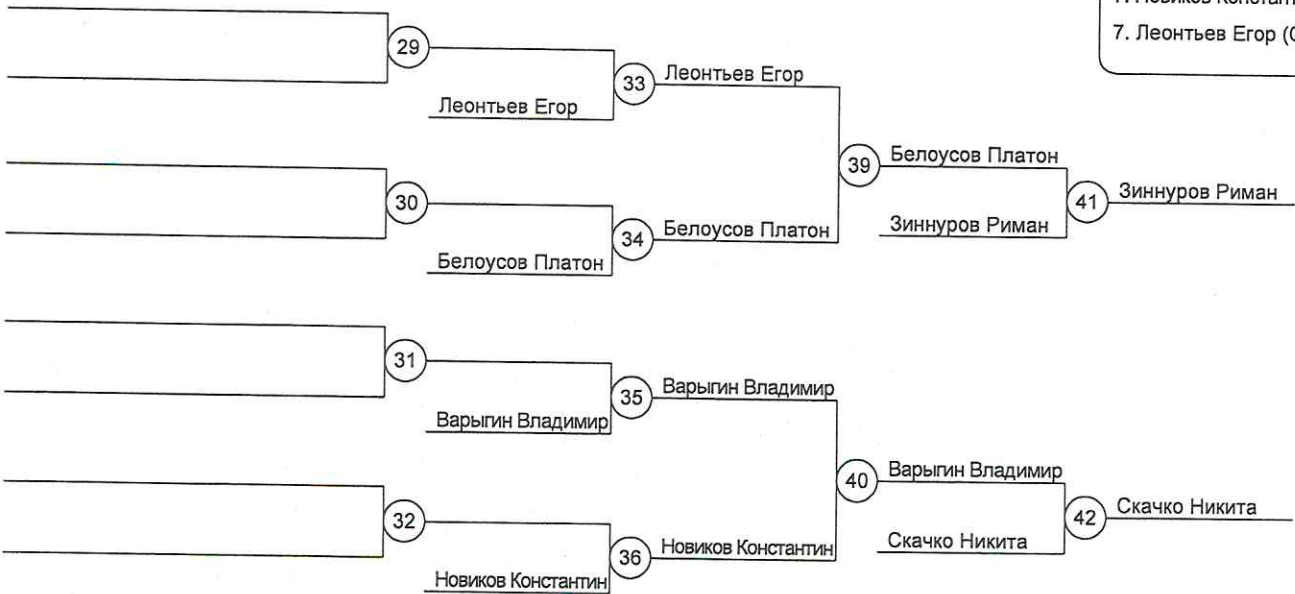 7. Леонтьев Егор (
29
33
Леонтьев Егор
Леонтьев Егор
39
Белоусов Платон
30
41
Зиннуров Риман
34
Белоусов Платон
Зиннуров Риман
Белоусов Платон
31
35
Варыгин Владимир
Варыгин Владимир
40
Варыгин Владимир
32
42
Скачко Никита
36
Новиков Константин
Скачко Никита
Новиков Константин